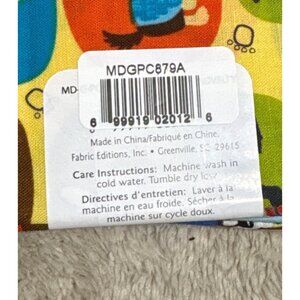 MDGPC879A
MD
6 99919 02012 6
Made in China/Fabriqué en Chine.
Fabric Editions, Inc. • Greenville, SC 29615
Care Instructions: Machine wash in
cold water. Tumble dry low.
Directives d'entretien: Laver à la
machine en eau froide. Sécher à la
machine sur cycle doux.